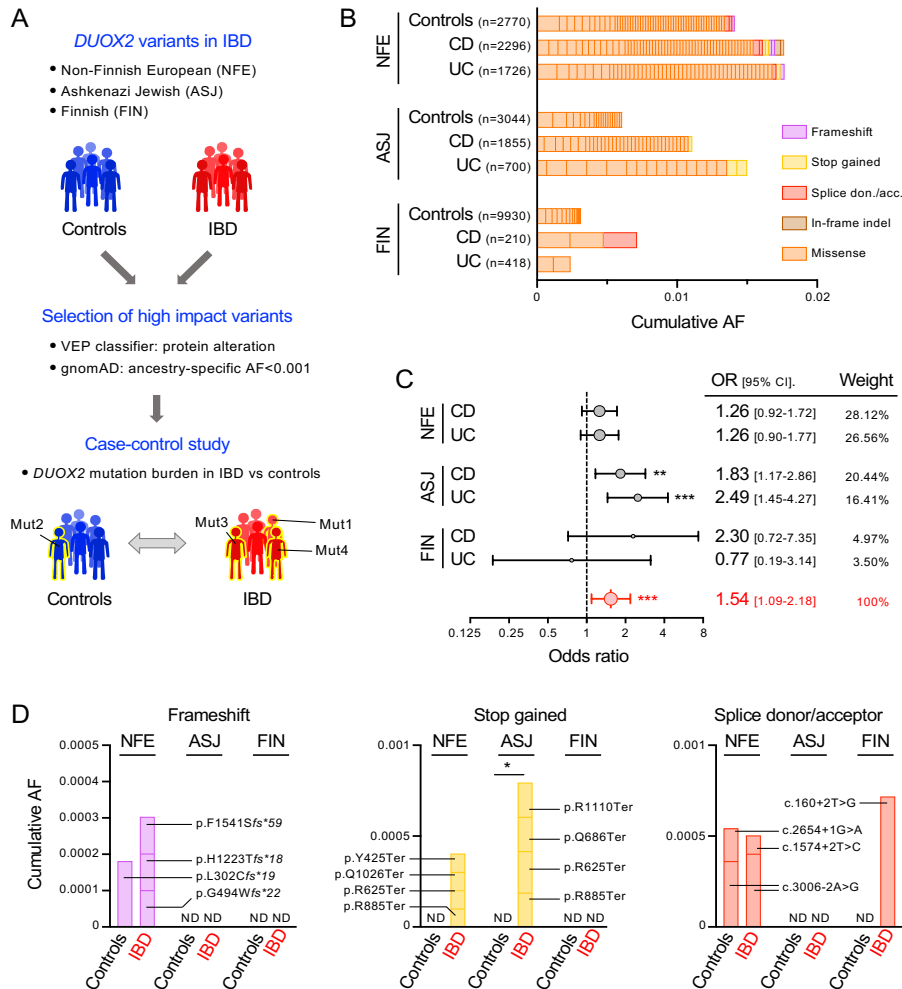 A
DUOX2 variants in IBD
• Non-Finnish European (NFE)
• Ashkenazi Jewish (ASJ)
• Finnish (FIN)
Controls
IBD
Selection of high impact variants
• VEP classifier: protein alteration
• gnomAD: ancestry-specific AF<0.001
Case-control study
• DUOX2 mutation burden in IBD vs controls
Mut2
Mut3
Mut1
Mut4
Controls
IBD
B
NFE
Controls (n=2770)
CD (n=2296)
UC (n=1726)
ASJ
Controls (n=3044)
CD (n=1855)
UC (n=700)
FIN
Controls (n=9930)
CD (n=210)
UC (n=418)
0
0.01
0.02
Cumulative AF
Frameshift
Stop gained
Splice don./acc.
In-frame indel
Missense
C
OR [95% CI].
Weight
NFE
CD
1.26 [0.92-1.72]
28.12%
UC
1.26 [0.90-1.77]
26.56%
ASJ
CD
**
1.83 [1.17-2.86]
20.44%
UC
***
2.49 [1.45-4.27]
16.41%
FIN
CD
2.30 [0.72-7.35]
4.97%
UC
0.77 [0.19-3.14]
3.50%
***
1.54 [1.09-2.18]
100%
0.125
0.25
0.5
1
2
4
8
Odds ratio
D
Cumulative AF
Frameshift
NFE
ASJ
FIN
0.0005
0.0004
0.0003
0.0002
0.0001
0
p.F1541Sfs*59
p.H1223Tfs*18
p.L302Cfs*19
p.G494Wfs*22
ND ND
ND ND
Controls
IBD
Controls
IBD
Controls
IBD
Stop gained
NFE
ASJ
FIN
0.001
0.0005
0
*
p.Y425Ter
p.Q1026Ter
p.R625Ter
p.R885Ter
p.R1110Ter
p.Q686Ter
p.R625Ter
p.R885Ter
ND
ND
ND ND
Controls
IBD
Controls
IBD
Controls
IBD
Splice donor/acceptor
NFE
ASJ
FIN
0.001
0.0005
0
c.160+2T>G
c.2654+1G>A
c.1574+2T>C
c.3006-2A>G
ND ND
ND
Controls
IBD
Controls
IBD
Controls
IBD